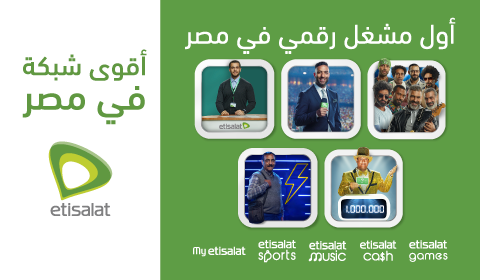 أول مشغل رقمي في مصر
أقوى شبكة
في مصر
etisalat
etisalat
1.000.000
My etisalat
etisalat sports
etisalat music
etisalat cash
etisalat games